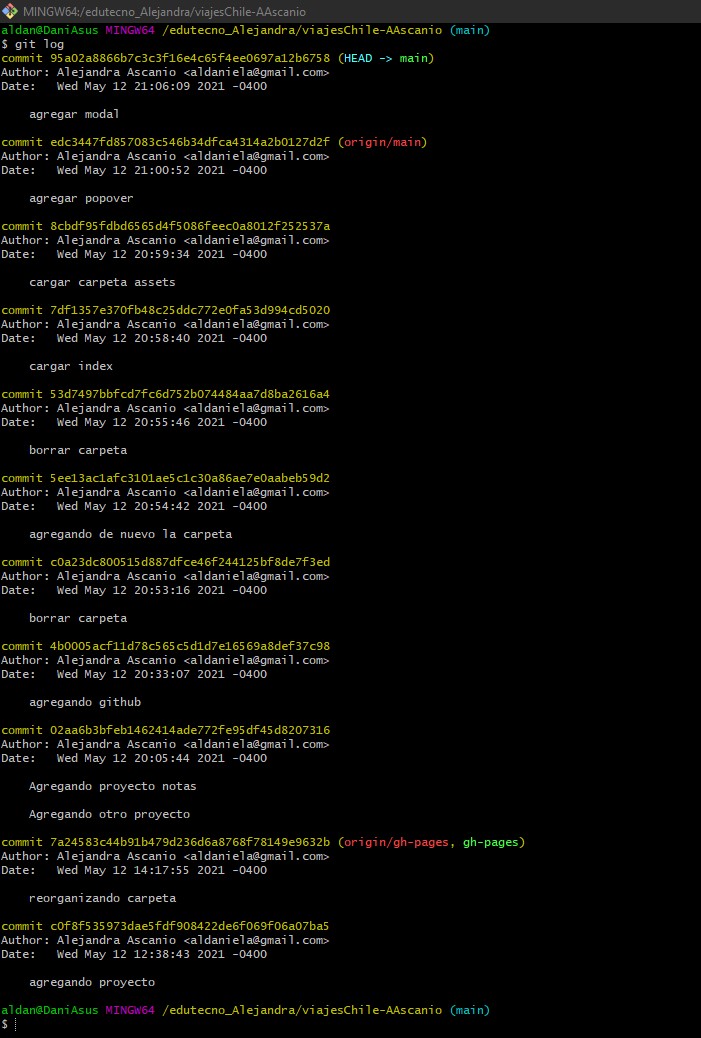 MINGW64:/edutecno_Alejandra/viajesChile-AAscanio
aldan@DaniAsus MINGW64 /edutecno_Alejandra/viajesChile-AAscanio (main)
$ git log
commit 95a02a8866b7c3c3f16e4c65f4ee0697a12b6758 (HEAD -> main)
Author: Alejandra Ascanio <aldaniela@gmail.com>
Date:   Wed May 12 21:06:09 2021 -0400
agregar modal
commit edc3447fd857083c546b34dfca4314a2b0127d2f (origin/main)
Author: Alejandra Ascanio <aldaniela@gmail.com>
Date:   Wed May 12 21:00:52 2021 -0400
agregar popover
commit 8cbdf95fdbd6565d4f5086feec0a8012f252537a
Author: Alejandra Ascanio <aldaniela@gmail.com>
Date:   Wed May 12 20:59:34 2021 -0400
cargar carpeta assets
commit 7df1357e370fb48c25ddc772e0fa53d994cd5020
Author: Alejandra Ascanio <aldaniela@gmail.com>
Date:   Wed May 12 20:58:40 2021 -0400
cargar index
commit 53d7497bbfcd7fc6d752b074484aa7d8ba2616a4
Author: Alejandra Ascanio <aldaniela@gmail.com>
Date:   Wed May 12 20:55:46 2021 -0400
borrar carpeta
commit 5ee13ac1afc3101ae5c1c30a86ae7e0aabeb59d2
Author: Alejandra Ascanio <aldaniela@gmail.com>
Date:   Wed May 12 20:54:42 2021 -0400
agregando de nuevo la carpeta
commit c0a23dc800515d887dfce46f244125bf8de7f3ed
Author: Alejandra Ascanio <aldaniela@gmail.com>
Date:   Wed May 12 20:53:16 2021 -0400
borrar carpeta
commit 4b0005acf11d78c565c5d1d7e16569a8def37c98
Author: Alejandra Ascanio <aldaniela@gmail.com>
Date:   Wed May 12 20:33:07 2021 -0400
agregando github
commit 02aa6b3bfeb1462414ade772fe95df45d8207316
Author: Alejandra Ascanio <aldaniela@gmail.com>
Date:   Wed May 12 20:05:44 2021 -0400
Agregando proyecto notas
Agregando otro proyecto
commit 7a24583c44b91b479d236d6a8768f78149e9632b (origin/gh-pages, gh-pages)
Author: Alejandra Ascanio <aldaniela@gmail.com>
Date:   Wed May 12 14:17:55 2021 -0400
reorganizando carpeta
commit c0f8f535973dae5fdf908422de6f069f06a07ba5
Author: Alejandra Ascanio <aldaniela@gmail.com>
Date:   Wed May 12 12:38:43 2021 -0400
agregando proyecto
aldan@DaniAsus MINGW64 /edutecno_Alejandra/viajesChile-AAscanio (main)
$